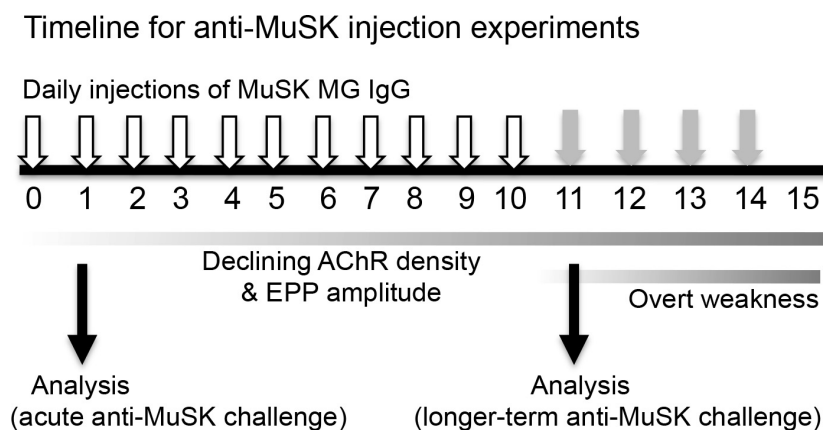 Timeline for anti-MuSK injection experiments
Daily injections of MuSK MG IgG
0 1 2 3 4 5 6 7 8 9 10 11 12 13 14 15
Declining AChR density
& EPP amplitude
Overt weakness
Analysis
(acute anti-MuSK challenge)
Analysis
(longer-term anti-MuSK challenge)